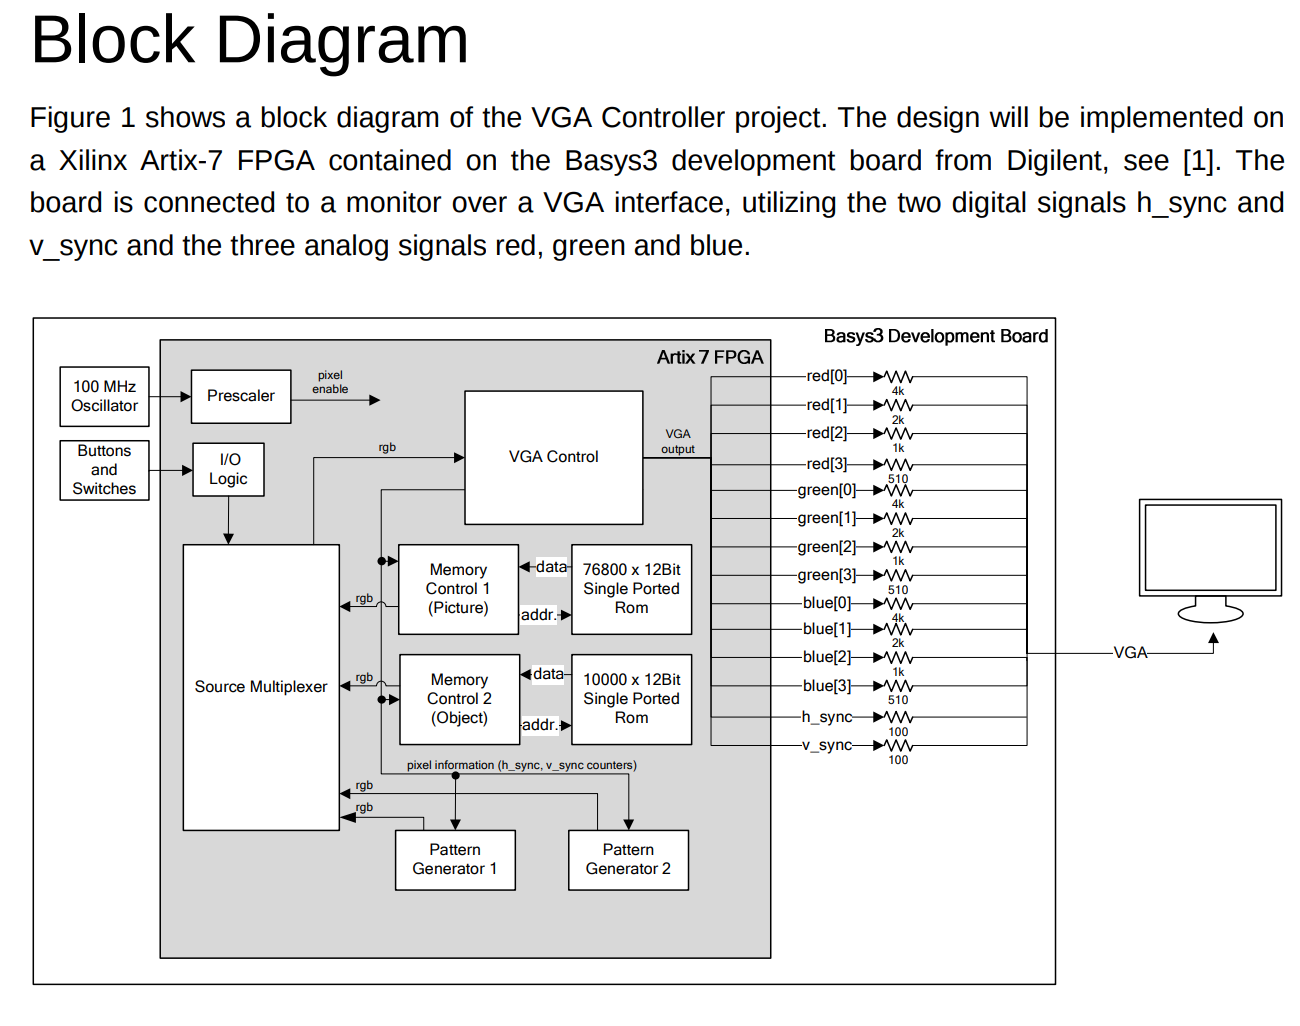 Block Diagram
Figure 1 shows a block diagram of the VGA Controller project. The design will be implemented on
a Xilinx Artix-7 FPGA contained on the Basys3 development board from Digilent, see [1]. The
board is connected to a monitor over a VGA interface, utilizing the two digital signals h_sync and
v_sync and the three analog signals red, green and blue.
Basys3 Development Board
Artix 7 FPGA
100 MHz
Oscillator
Prescaler
pixel
enable
Buttons
and
Switches
I/O
Logic
rgb
VGA Control
VGA
output
Source Multiplexer
rgb
Memory
Control 1
(Picture)
data
addr.
76800 x 12Bit
Single Ported
Rom
rgb
Memory
Control 2
(Object)
data
addr.
10000 x 12Bit
Single Ported
Rom
pixel information (h_sync, v_sync counters)
rgb
rgb
Pattern
Generator 1
Pattern
Generator 2
red[0]
4k
red[1]
2k
red[2]
1k
red[3]
510
green[0]
4k
green[1]
2k
green[2]
1k
green[3]
510
blue[0]
4k
blue[1]
2k
blue[2]
1k
blue[3]
510
h_sync
100
v_sync
100
VGA